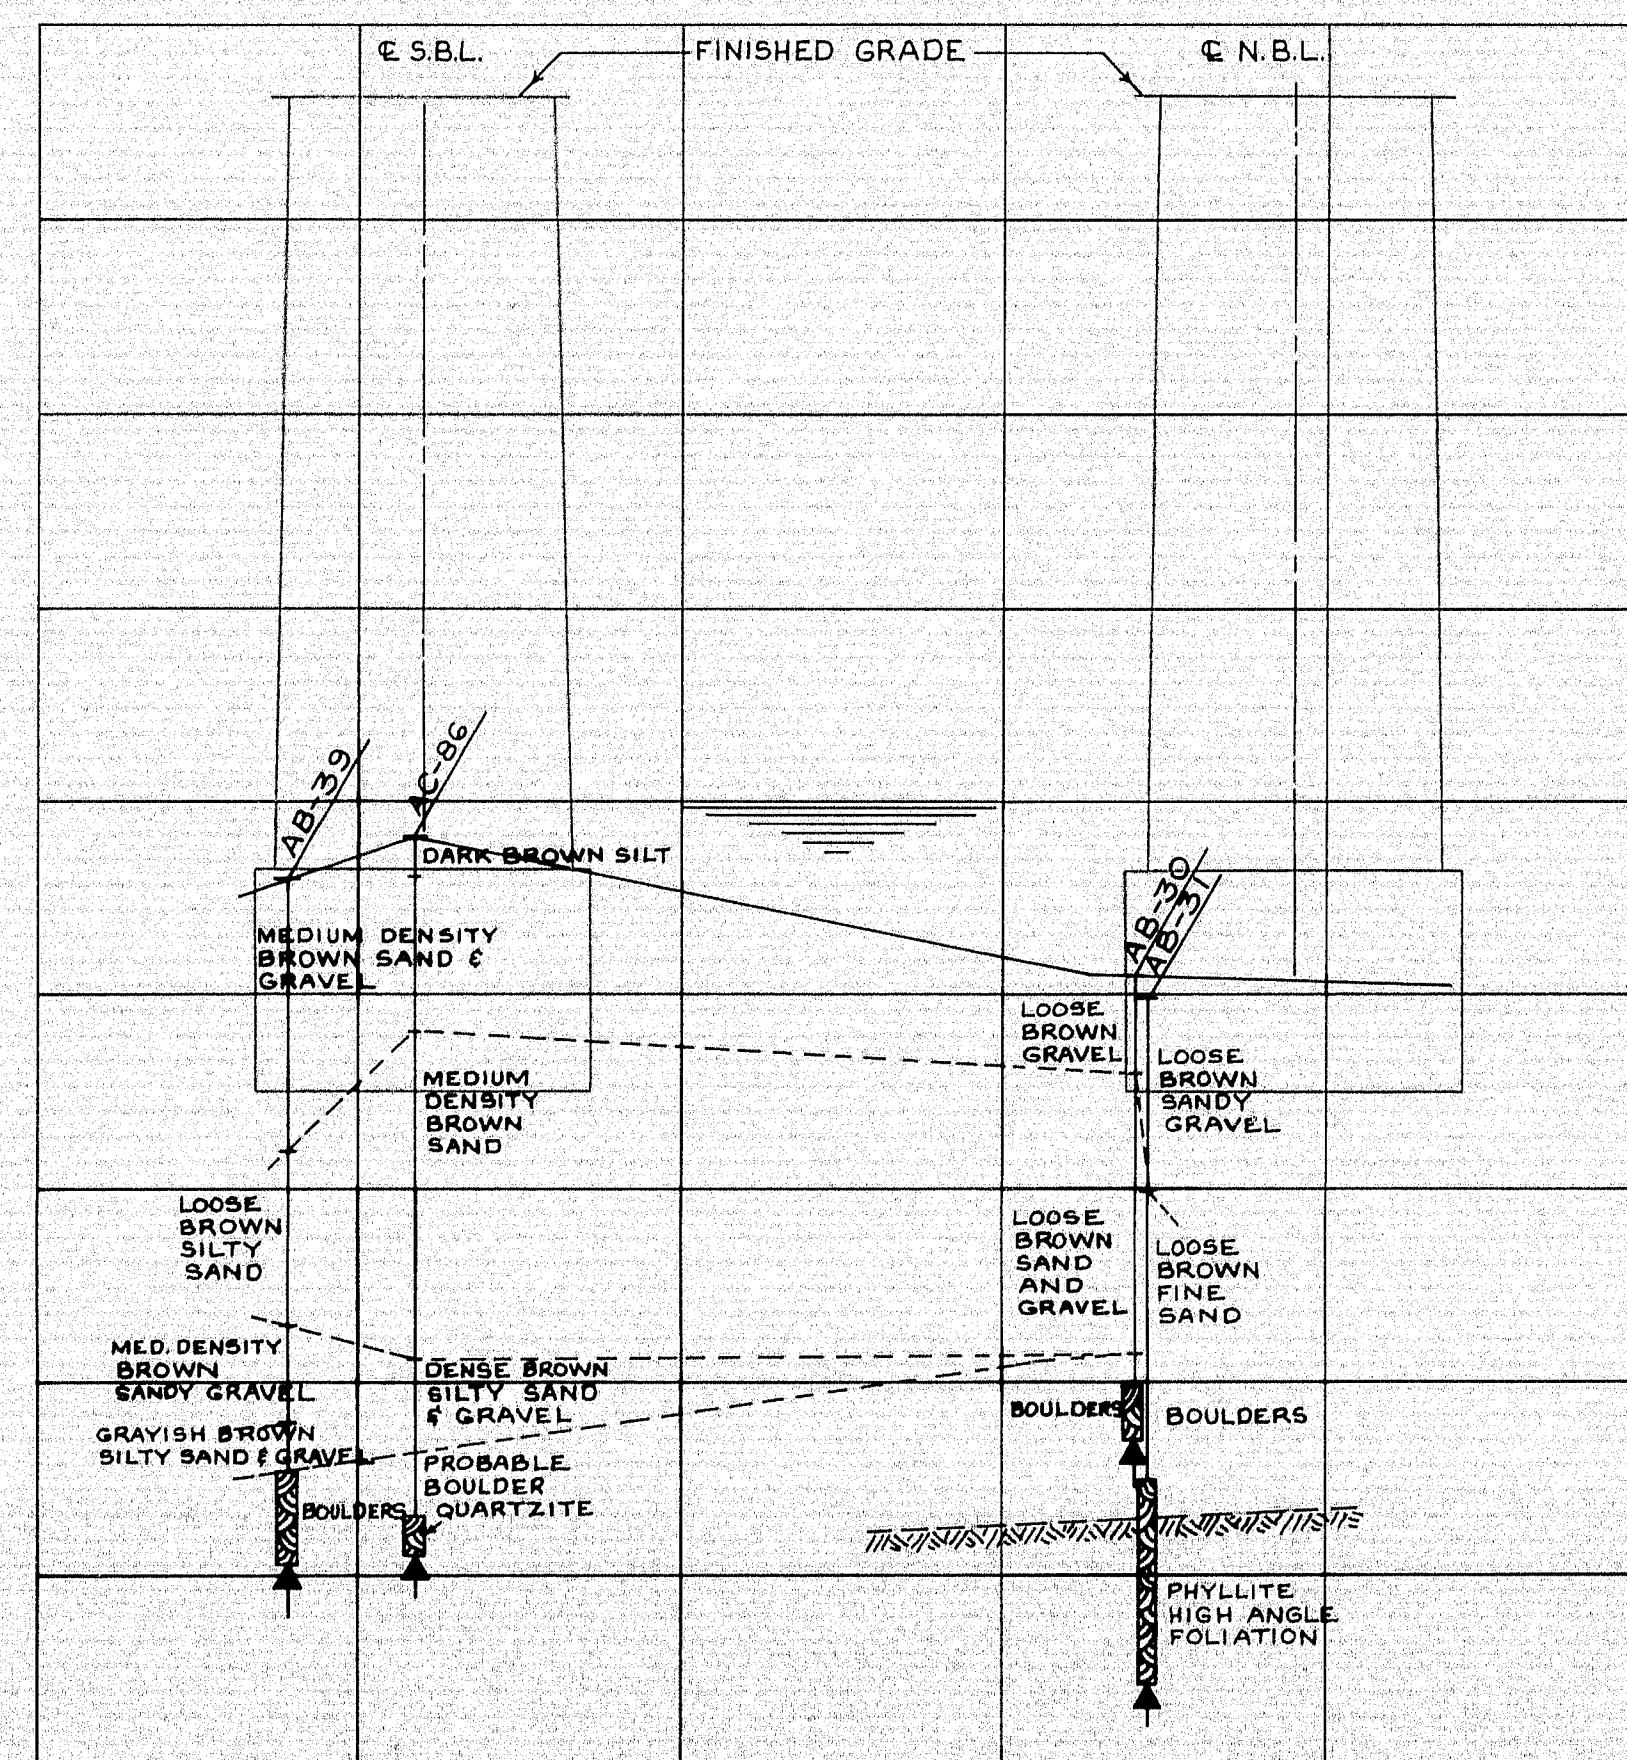 ℄ S.B.L.
FINISHED GRADE
℄ N.B.L.
AB-39
AC-86
DARK BROWN SILT
MEDIUM DENSITY
BROWN SAND &
GRAVEL
AB-30
AB-31
LOOSE
BROWN
GRAVEL
LOOSE
BROWN
SANDY
GRAVEL
MEDIUM
DENSITY
BROWN
SAND
LOOSE
BROWN
SILTY
SAND
LOOSE
BROWN
SAND
AND
GRAVEL
LOOSE
BROWN
FINE
SAND
MED. DENSITY
BROWN
SANDY GRAVEL
DENSE BROWN
SILTY SAND
& GRAVEL
BOULDERS
BOULDERS
GRAYISH BROWN
SILTY SAND & GRAVEL
PROBABLE
BOULDER
QUARTZITE
BOULDERS
PHYLLITE
HIGH ANGLE
FOLIATION